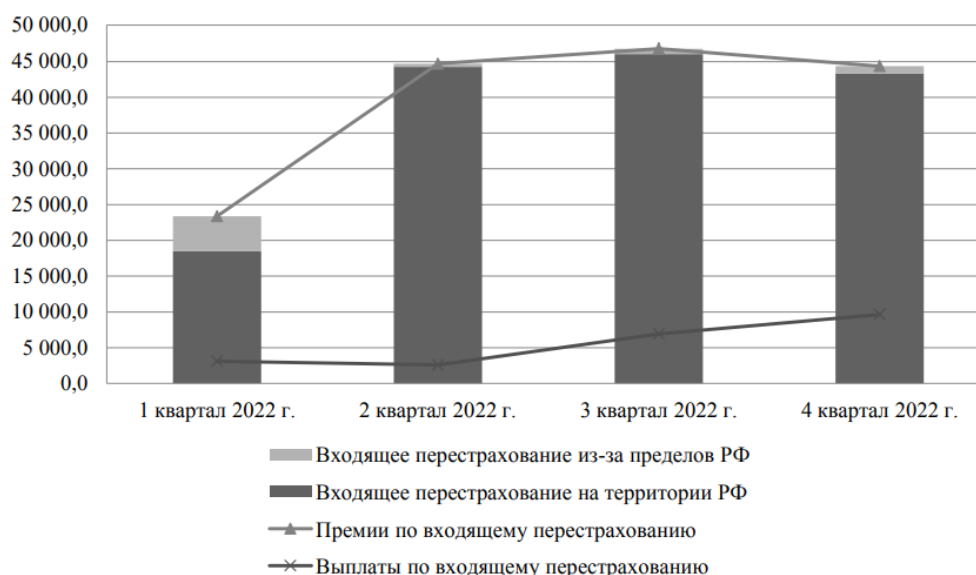 50 000,0
45 000,0
40 000,0
35 000,0
30 000,0
25 000,0
20 000,0
15 000,0
10 000,0
5 000,0
0,0
1 квартал 2022 г. 2 квартал 2022 г. 3 квартал 2022 г. 4 квартал 2022 г.
Входящее перестрахование из-за пределов РФ
Входящее перестрахование на территории РФ
Премии по входящему перестрахованию
Выплаты по входящему перестрахованию